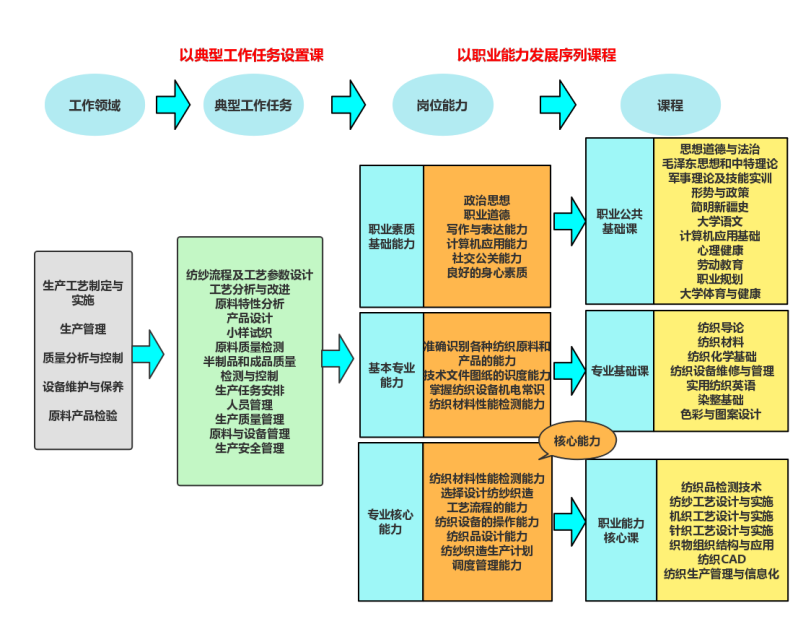 以典型工作任务设置课
以职业能力发展序列课程
工作领域
典型工作任务
岗位能力
课程
生产工艺制定与
实施
生产管理
质量分析与控制
设备维护与保养
原料产品检验
纺纱流程及工艺参数设计
工艺分析与改进
原料特性分析
产品设计
小样试织
原料质量检测
半制品和成品质量
检测与控制
生产任务安排
人员管理
生产质量管理
原料与设备管理
生产安全管理
职业素质
基础能力
政治思想
职业道德
写作与表达能力
计算机应用能力
社交公关能力
良好的身心素质
职业公共
基础课
思想道德与法治
毛泽东思想和中特理论
军事理论及技能实训
形势与政策
简明新疆史
大学语文
计算机应用基础
心理健康
劳动教育
职业规划
大学体育与健康
基本专业
能力
准确识别各种纺织原料和
产品的能力
技术文件图纸的识度能力
掌握纺织设备机电常识
纺织材料性能检测能力
专业基础课
纺织导论
纺织材料
纺织化学基础
纺织设备维修与管理
实用纺织英语
染整基础
色彩与图案设计
核心能力
专业核心
能力
纺织材料性能检测能力
选择设计纺纱织造
工艺流程的能力
纺织设备的操作能力
纺织品设计能力
纺纱织造生产计划
调度管理能力
职业能力
核心课
纺织品检测技术
纺纱工艺设计与实施
机织工艺设计与实施
针织工艺设计与实施
织物组织结构与应用
纺织CAD
纺织生产管理与信息化